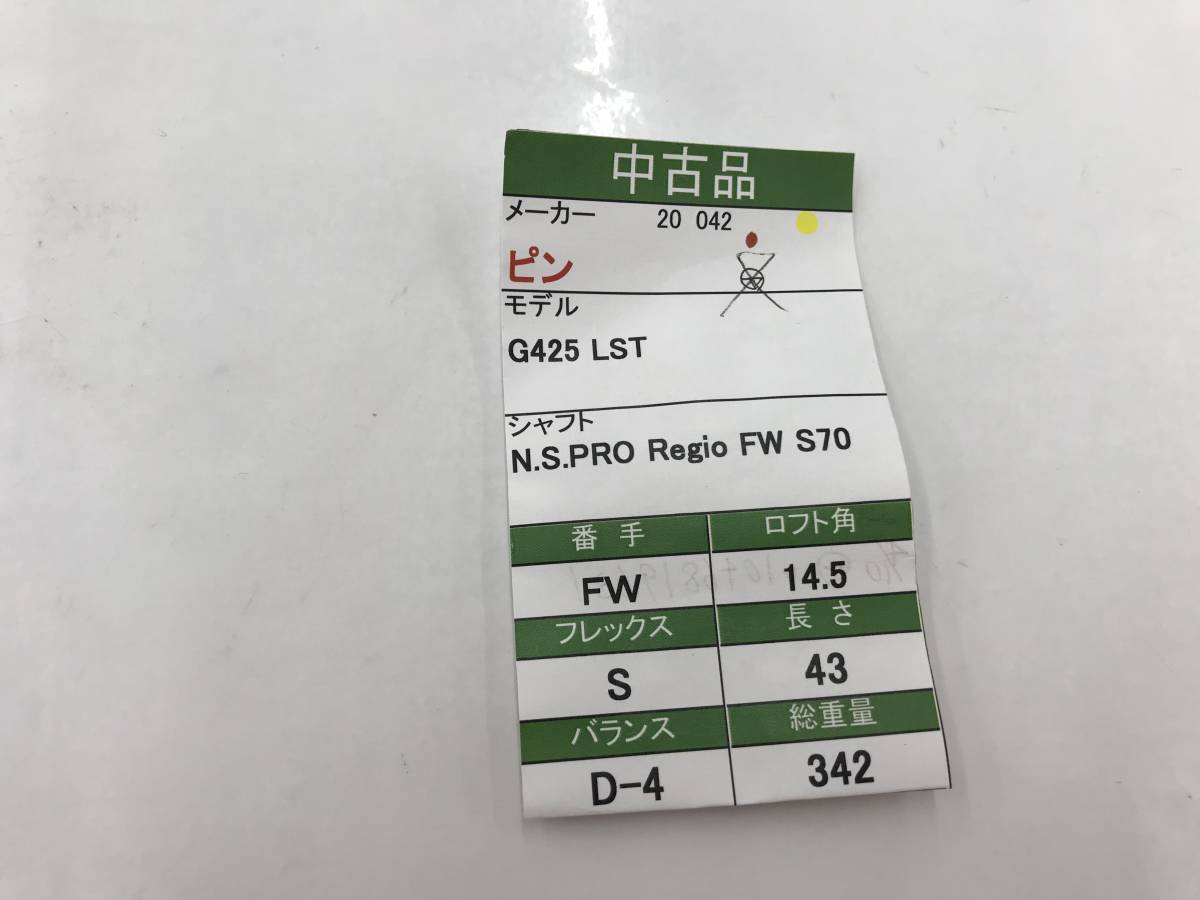 中古品
メーカー 20 042
ピン
モデル
G425 LST
シャフト
N.S.PRO Regio FW S70
番手 ロフト角
FW 14.5
フレックス 長さ
S 43
バランス 総重量
D-4 342